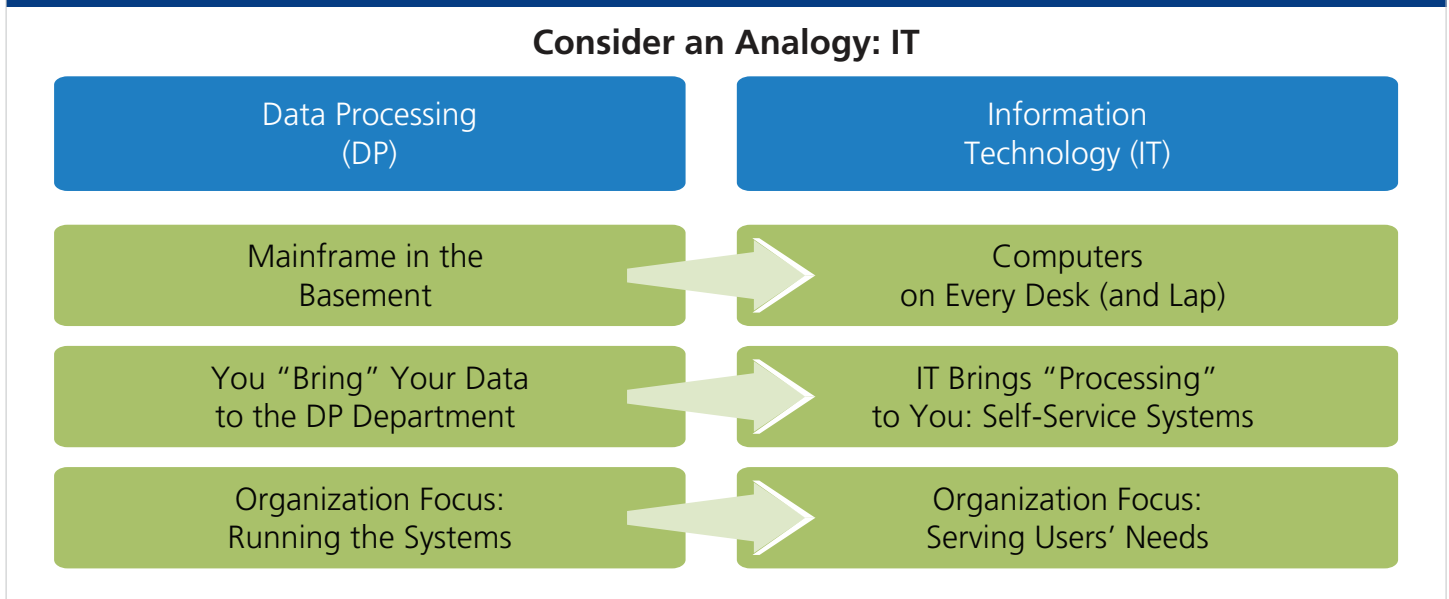 Consider an Analogy: IT
Data Processing
(DP)
Information
Technology (IT)
Mainframe in the
Basement
Computers
on Every Desk (and Lap)
You “Bring” Your Data
to the DP Department
IT Brings “Processing”
to You: Self-Service Systems
Organization Focus:
Running the Systems
Organization Focus:
Serving Users’ Needs